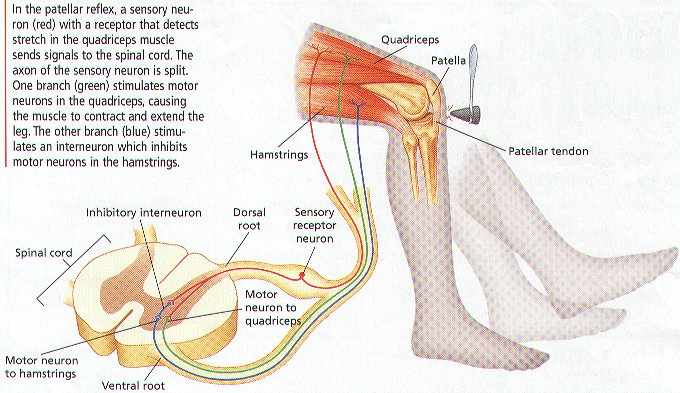 In the patellar reflex, a sensory neu-
ron (red) with a receptor that detects
stretch in the quadriceps muscle
sends signals to the spinal cord. The
axon of the sensory neuron is split.
One branch (green) stimulates motor
neurons in the quadriceps, causing
the muscle to contract and extend the
leg. The other branch (blue) stimu-
lates an interneuron which inhibits
motor neurons in the hamstrings.
Quadriceps
Patella
Hamstrings
Patellar tendon
Inhibitory interneuron
Dorsal
root
Sensory
receptor
neuron
Spinal cord
Motor
neuron to
quadriceps
Motor neuron
to hamstrings
Ventral root